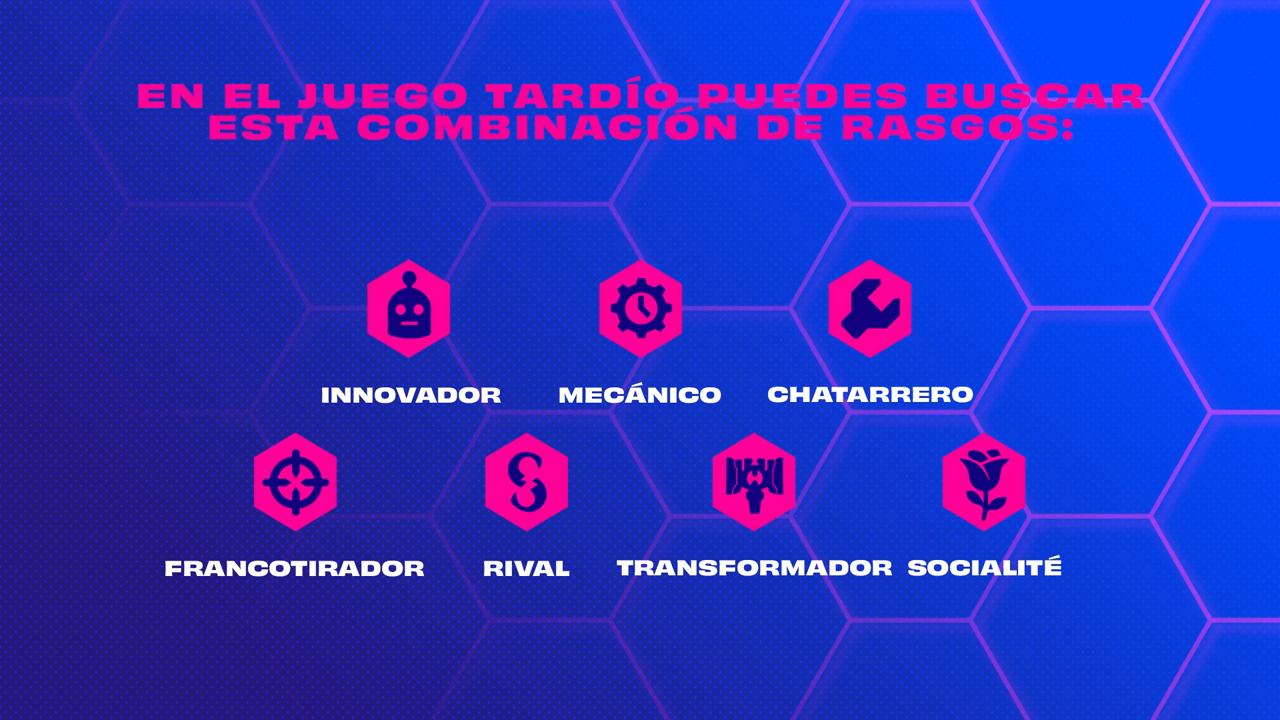 EN EL JUEGO TARDÍO PUEDES BUSCAR
ESTA COMBINACIÓN DE RASGOS:
INNOVADOR MECÁNICO CHATARRERO
FRANCOTIRADOR RIVAL TRANSFORMADOR SOCIALITÉ